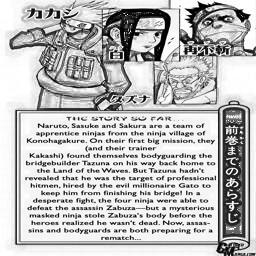 カカシ
白
再不斬
タズナ
前巻までのあらすじ
THE STORY SO FAR...
Naruto, Sasuke and Sakura are a team of
apprentice ninjas from the ninja village of
Konohagakure. On their first big mission, they
(and their trainer
Kakashi) found themselves bodyguarding the
bridgebuilder Tazuna on his way back home to
the Land of the Waves. But Tazuna hadn't
revealed that he was the target of professional
hitmen, hired by the evil millionaire Gato to
keep him from finishing his bridge! In a
desperate fight, the four ninja were able to
defeat the assassin Zabuza—but a mysterious
masked ninja stole Zabuza's body before the
heroes realized he wasn't dead. Now, assas-
sins and bodyguards are both preparing for a
rematch...